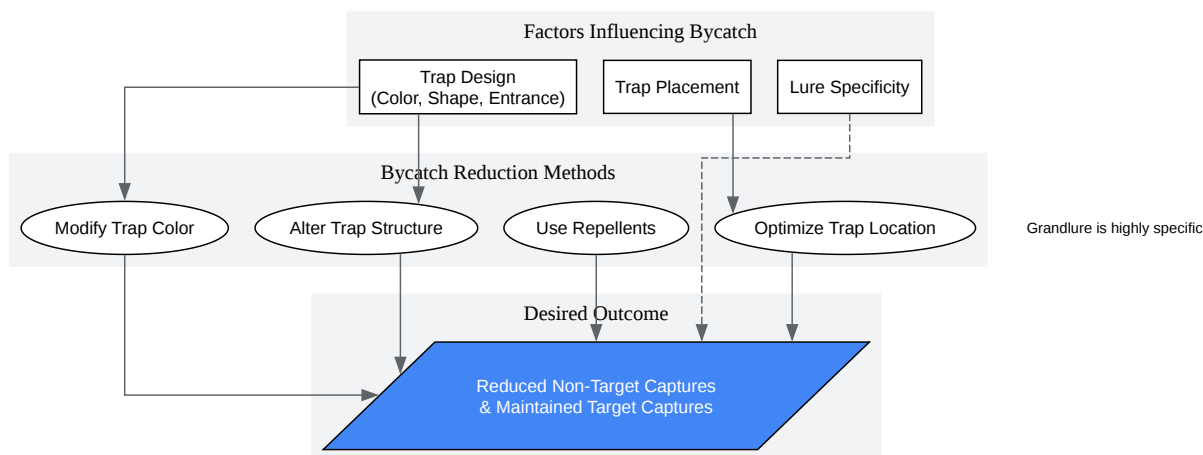 Factors Influencing Bycatch
Trap Design
(Color, Shape, Entrance)
Trap Placement
Lure Specificity
Bycatch Reduction Methods
Modify Trap Color
Alter Trap Structure
Use Repellents
Optimize Trap Location
Grandlure is highly specific
Desired Outcome
Reduced Non-Target Captures
& Maintained Target Captures